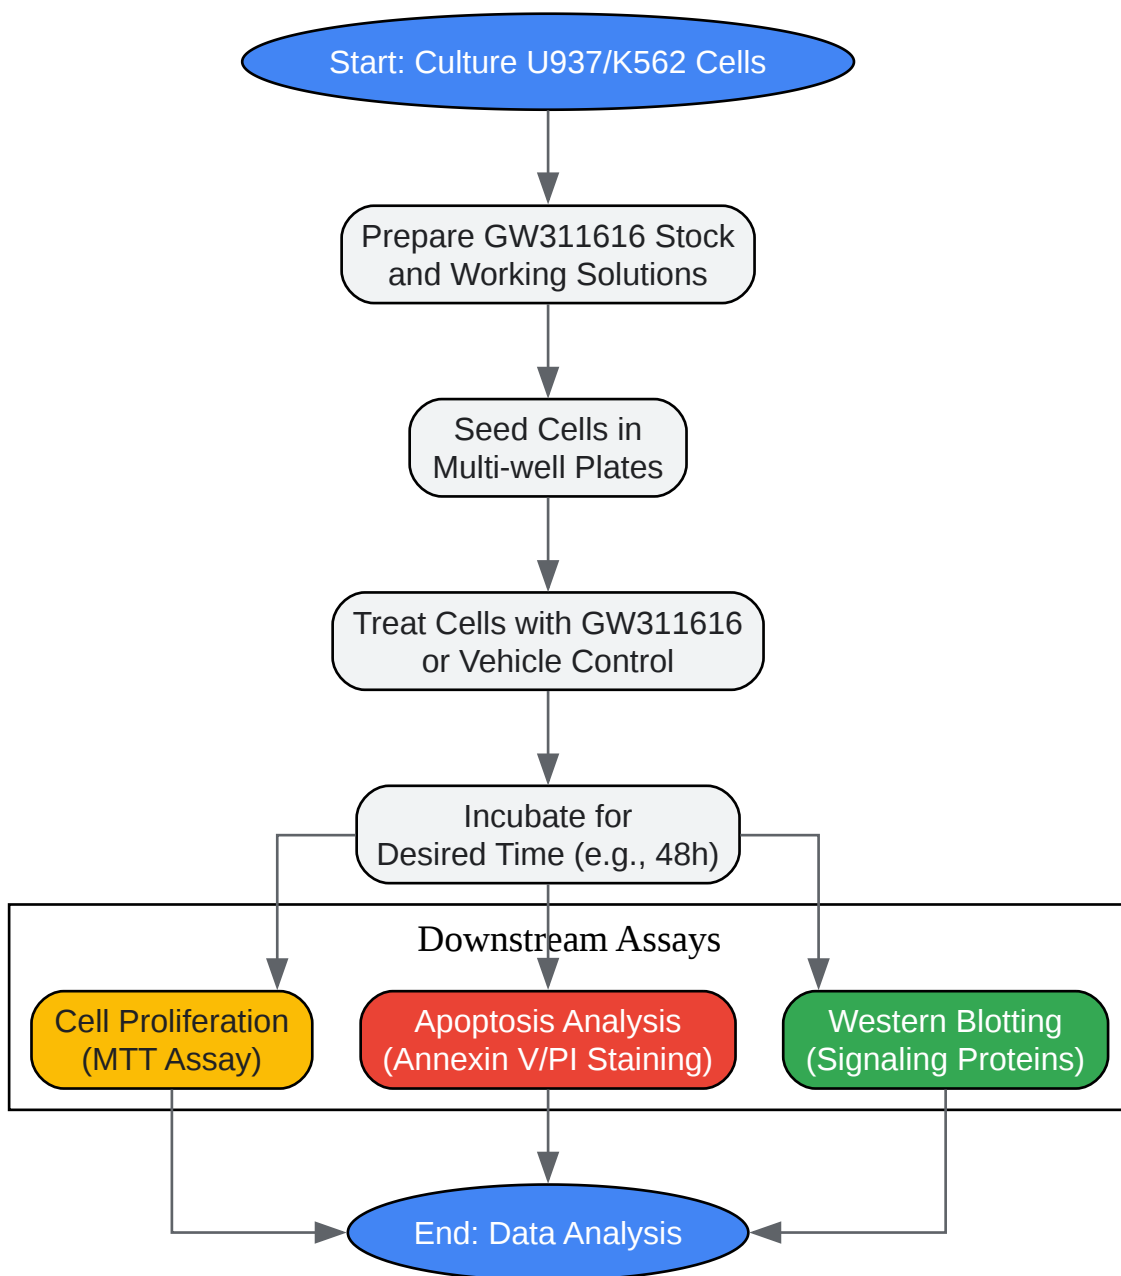 Start: Culture U937/K562 Cells
Prepare GW311616 Stock
and Working Solutions
Seed Cells in
Multi-well Plates
Treat Cells with GW311616
or Vehicle Control
Incubate for
Desired Time (e.g., 48h)
Downstream Assays
Cell Proliferation
(MTT Assay)
Apoptosis Analysis
(Annexin V/PI Staining)
Western Blotting
(Signaling Proteins)
End: Data Analysis